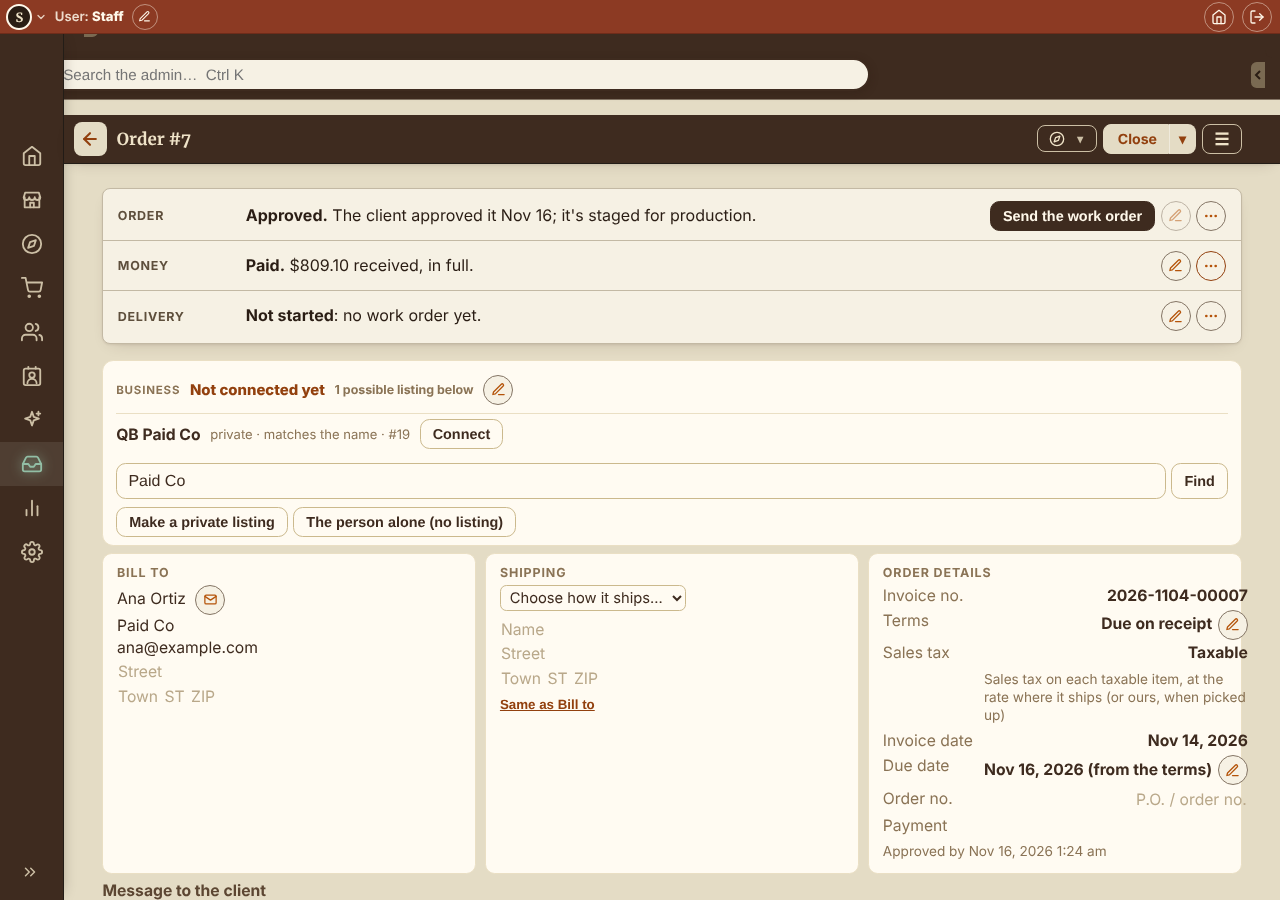 S User: Staff
Search the admin… Ctrl K
Order #7
Close
ORDER Approved. The client approved it Nov 16; it's staged for production. Send the work order
MONEY Paid. $809.10 received, in full.
DELIVERY Not started: no work order yet.
BUSINESS Not connected yet 1 possible listing below
QB Paid Co private · matches the name · #19 Connect
Paid Co Find
Make a private listing The person alone (no listing)
BILL TO
Ana Ortiz
Paid Co
ana@example.com
Street
Town ST ZIP
SHIPPING
Choose how it ships...
Name
Street
Town ST ZIP
Same as Bill to
ORDER DETAILS
Invoice no. 2026-1104-00007
Terms Due on receipt
Sales tax Taxable
Sales tax on each taxable item, at the
rate where it ships (or ours, when picked
up)
Invoice date Nov 14, 2026
Due date Nov 16, 2026 (from the terms)
Order no. P.O. / order no.
Payment
Approved by Nov 16, 2026 1:24 am
Message to the client